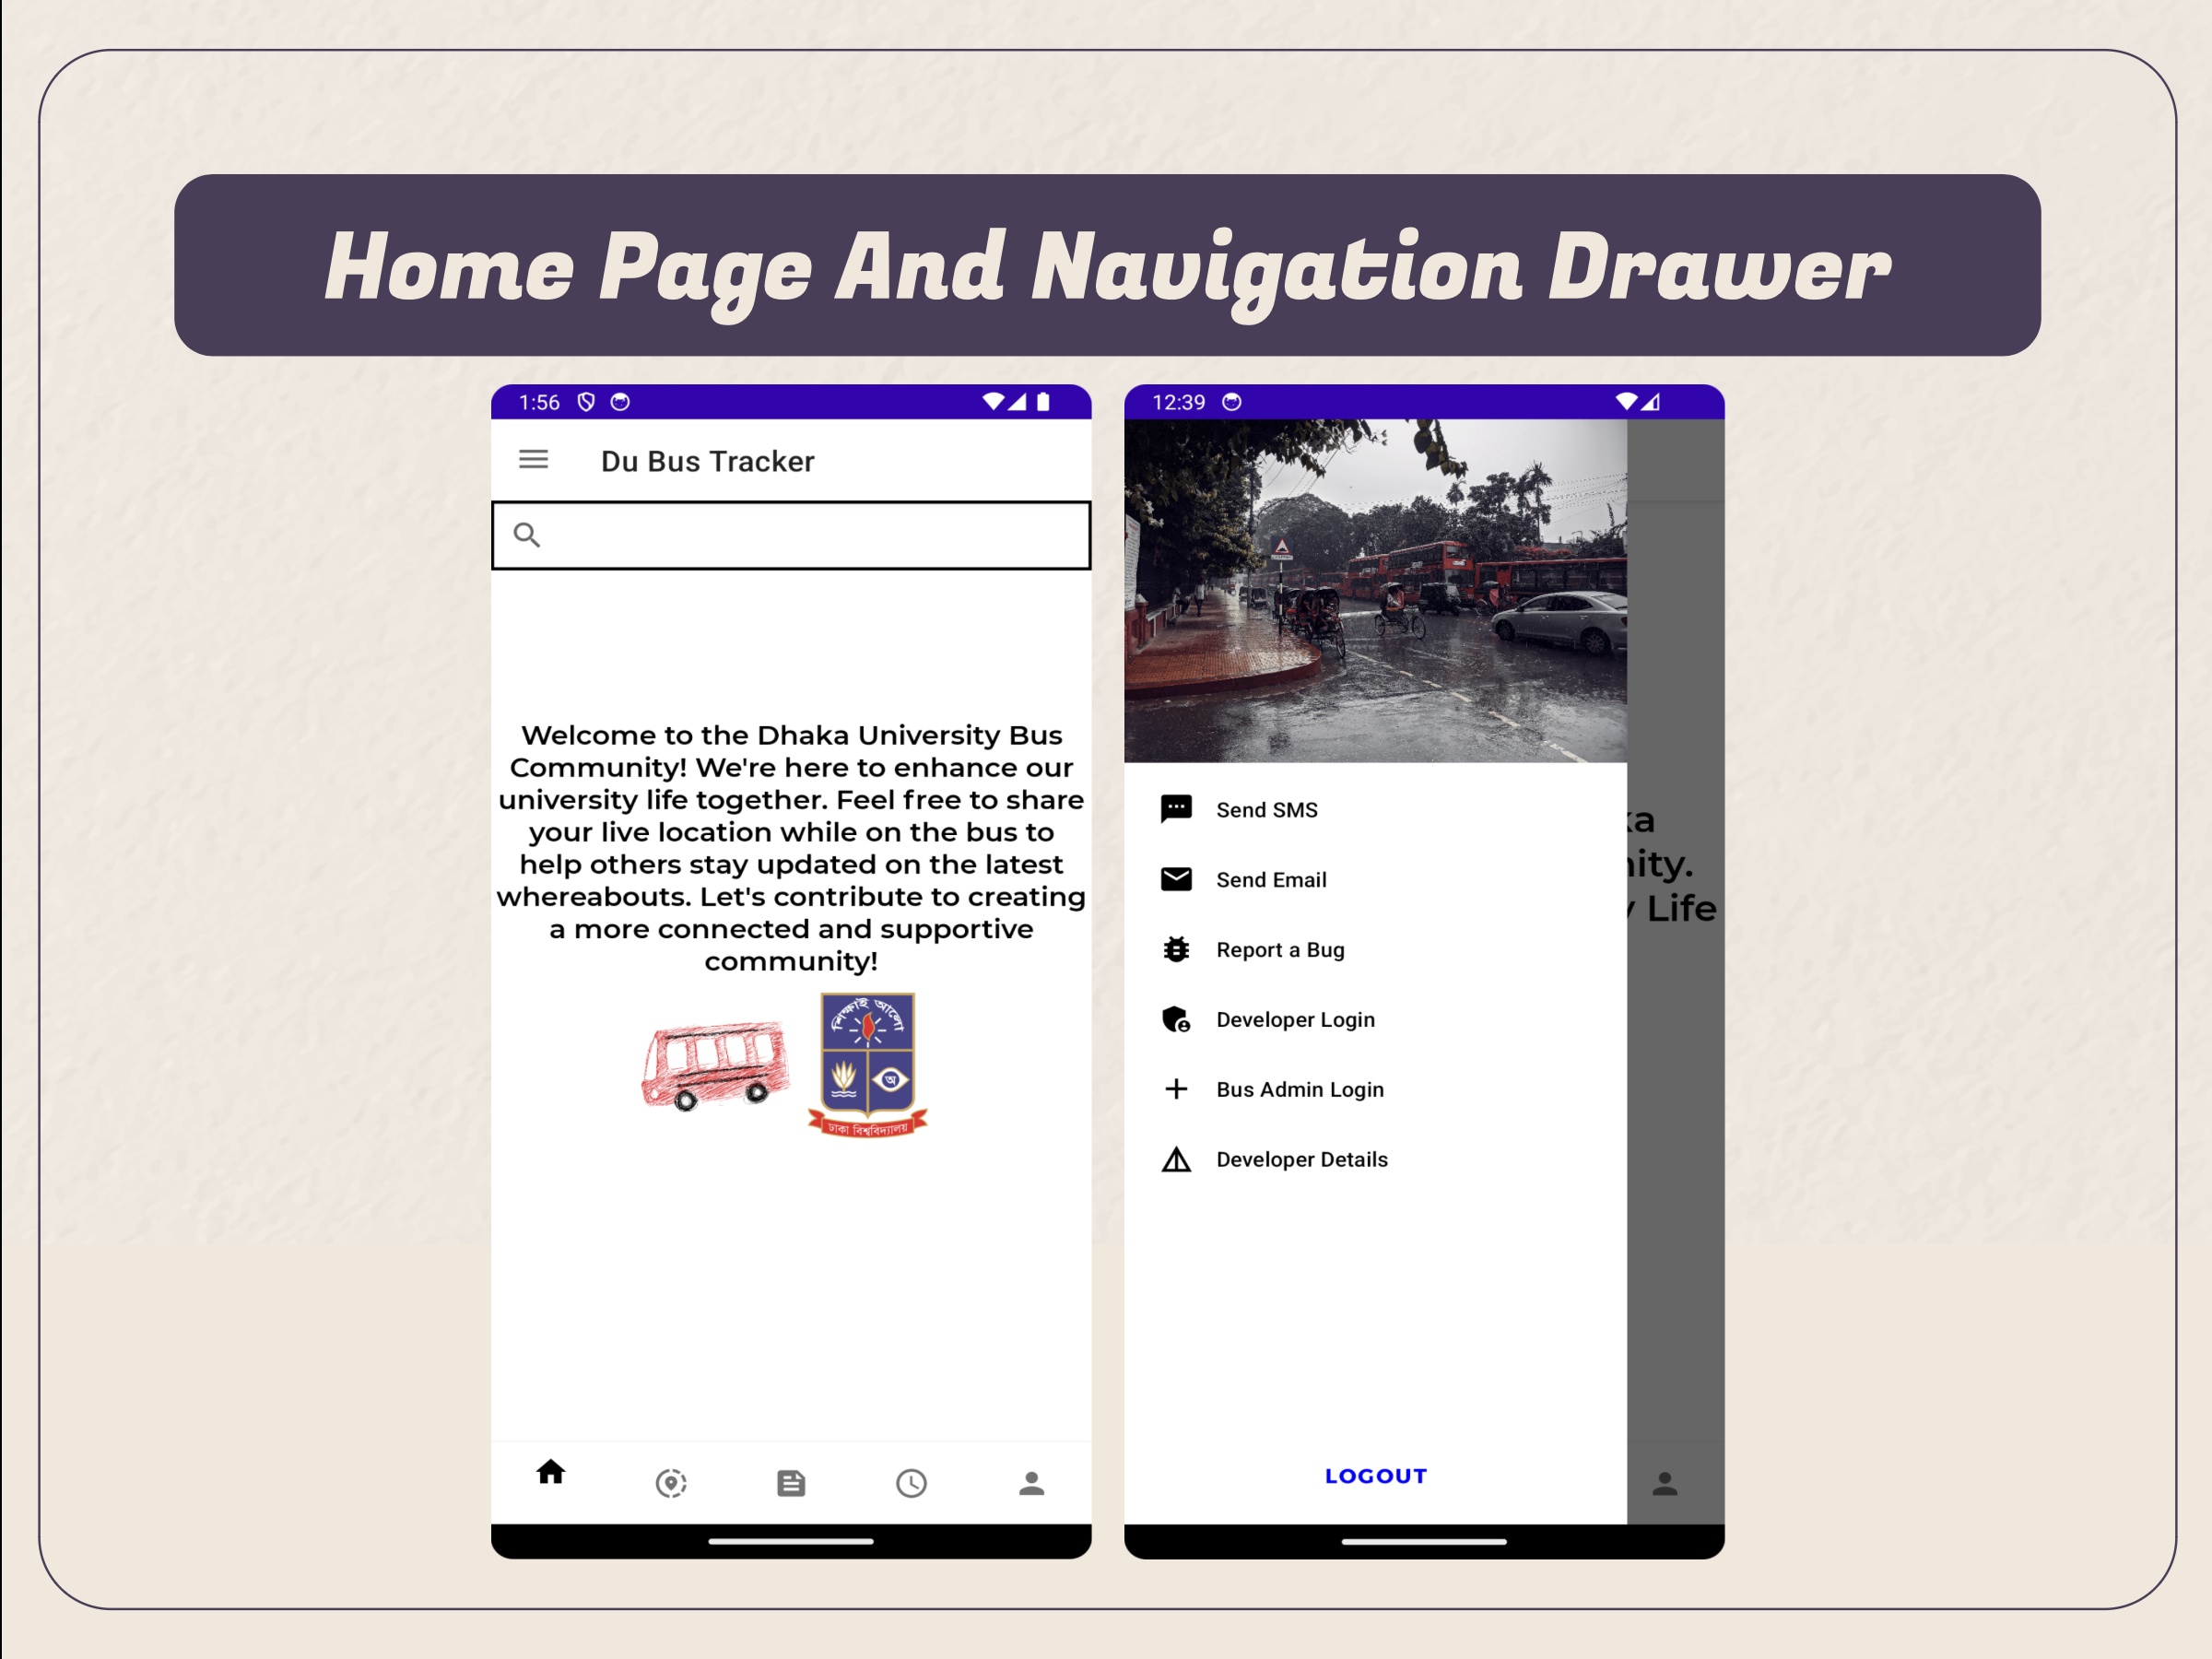 Home Page And Navigation Drawer
1:56
Du Bus Tracker
Welcome to the Dhaka University Bus
Community! We're here to enhance our
university life together. Feel free to share
your live location while on the bus to
help others stay updated on the latest
whereabouts. Let's contribute to creating
a more connected and supportive
community!
শিক্ষাই আলো
অ
ঢাকা বিশ্ববিদ্যালয়
12:39
Send SMS
Send Email
Report a Bug
Developer Login
Bus Admin Login
Developer Details
LOGOUT
ka
nity.
y Life